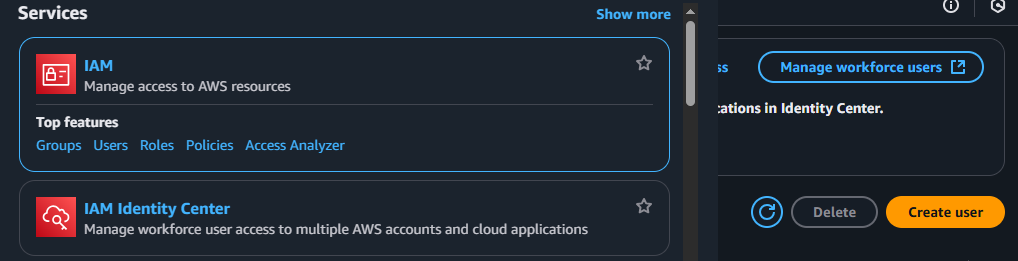 Services
Show more
IAM
Manage access to AWS resources
Top features
Groups Users Roles Policies Access Analyzer
IAM Identity Center
Manage workforce user access to multiple AWS accounts and cloud applications
ss
Manage workforce users
cations in Identity Center.
Delete
Create user